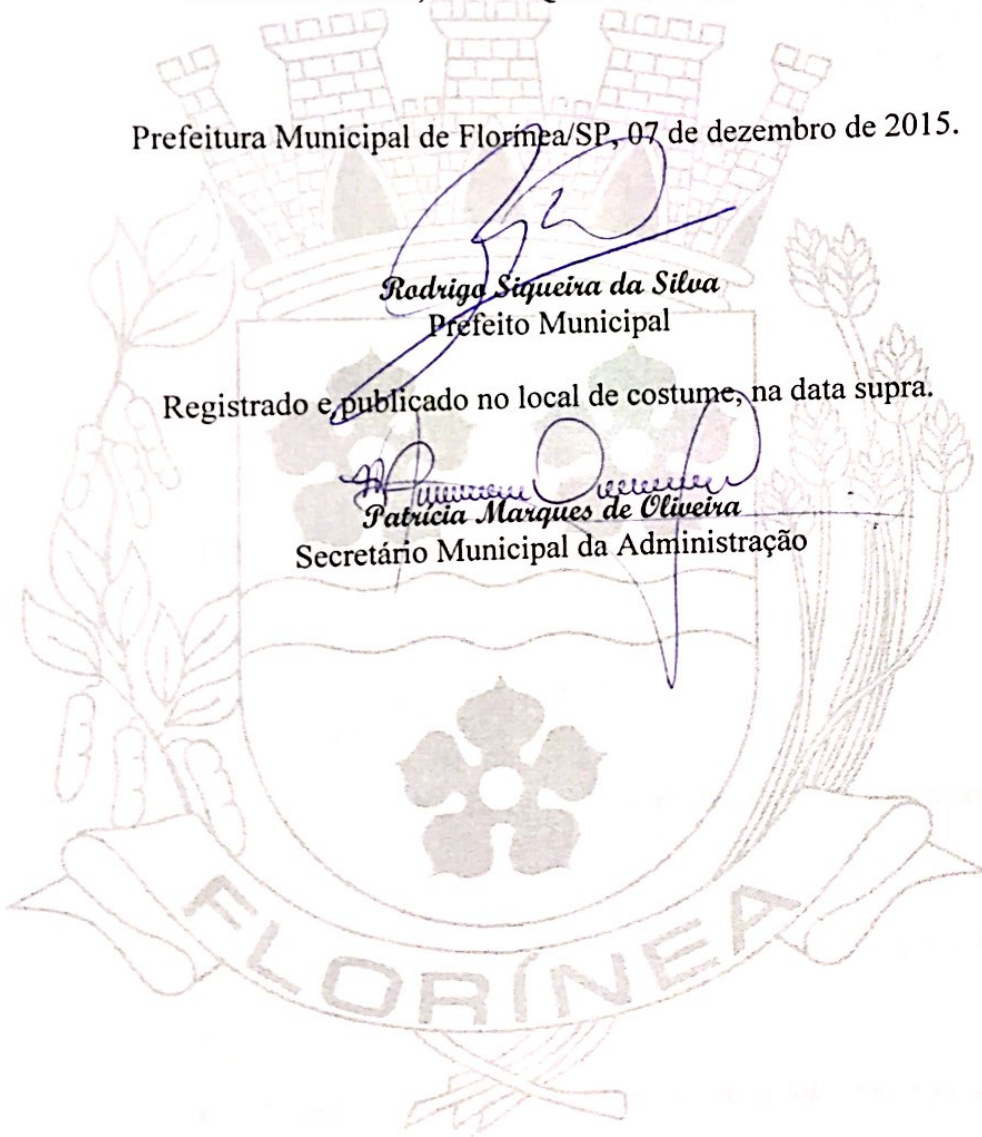 Prefeitura Municipal de Florínea/SP, 07 de dezembro de 2015.
Rodrigo Siqueira da Silva
Prefeito Municipal
Registrado e publicado no local de costume, na data supra.
Patrícia Marques de Oliveira
Secretário Municipal da Administração
FLORÍNEA